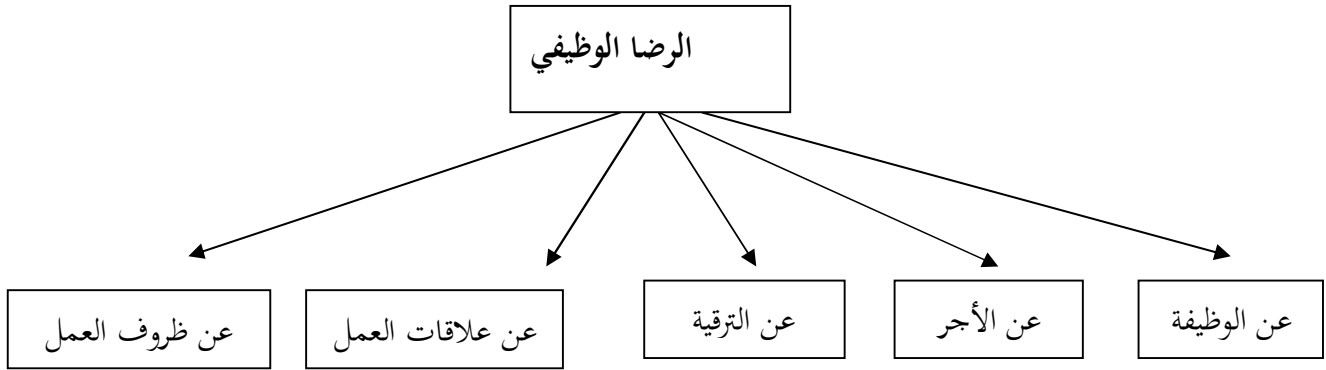 الرضا الوظيفي
عن الوظيفة
عن الأجر
عن الترقية
عن علاقات العمل
عن ظروف العمل